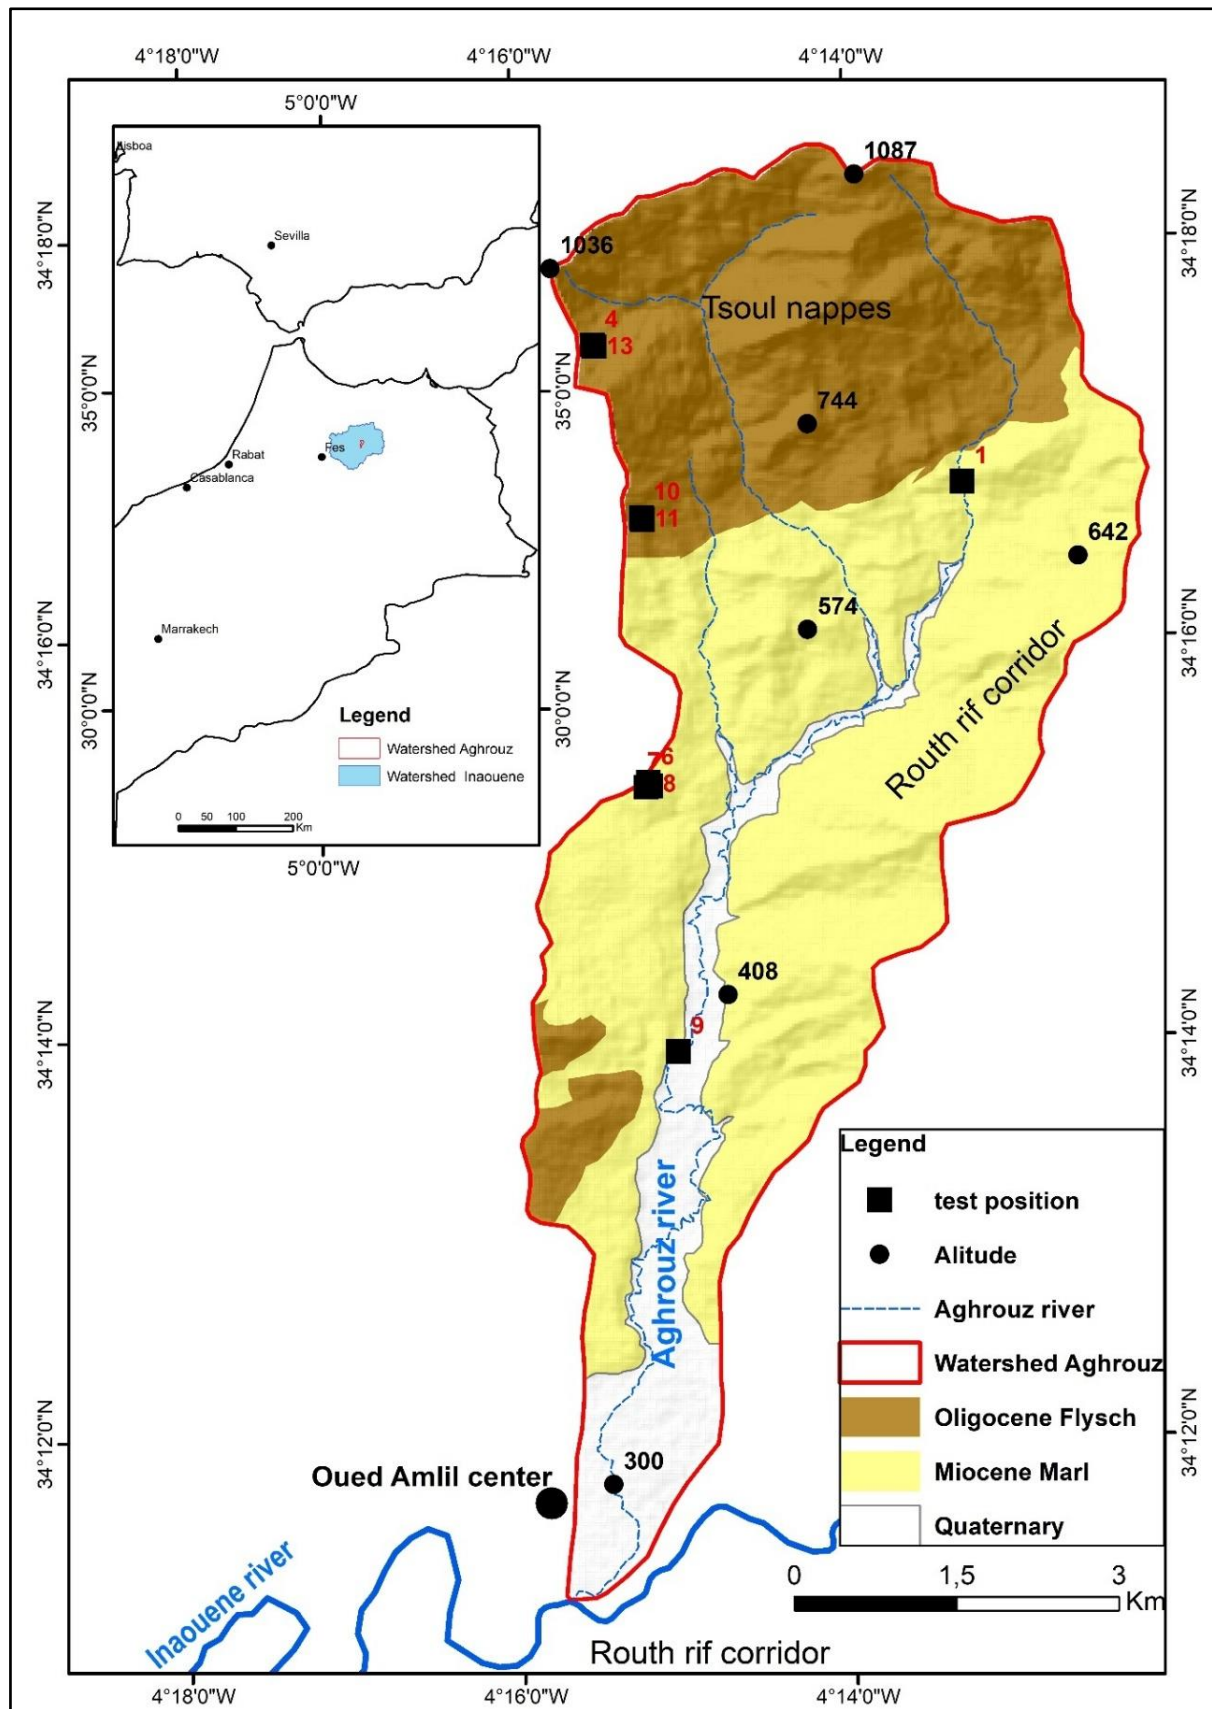 4°18'0"W
4°16'0"W
4°14'0"W
5°0'0"W
Lisboa
Sevilla
Rabat
Casablanca
Fes
Marrakech
Legend
Watershed Aghrouz
Watershed Inaouene
0 50 100 200
Km
5°0'0"W
34°18'0"N
35°0'0"N
34°16'0"N
30°0'0"N
34°14'0"N
34°12'0"N
35°0'0"N
30°0'0"N
34°18'0"N
34°16'0"N
34°14'0"N
34°12'0"N
1087
1036
Tsoul nappes
4
13
744
1
10
11
642
574
Routh rif corridor
76
8
408
9
Aghrouz river
300
Oued Amlil center
Inaouene river
Routh rif corridor
Legend
test position
Alitude
Aghrouz river
Watershed Aghrouz
Oligocene Flysch
Miocene Marl
Quaternary
0 1,5 3
Km
4°18'0"W
4°16'0"W
4°14'0"W